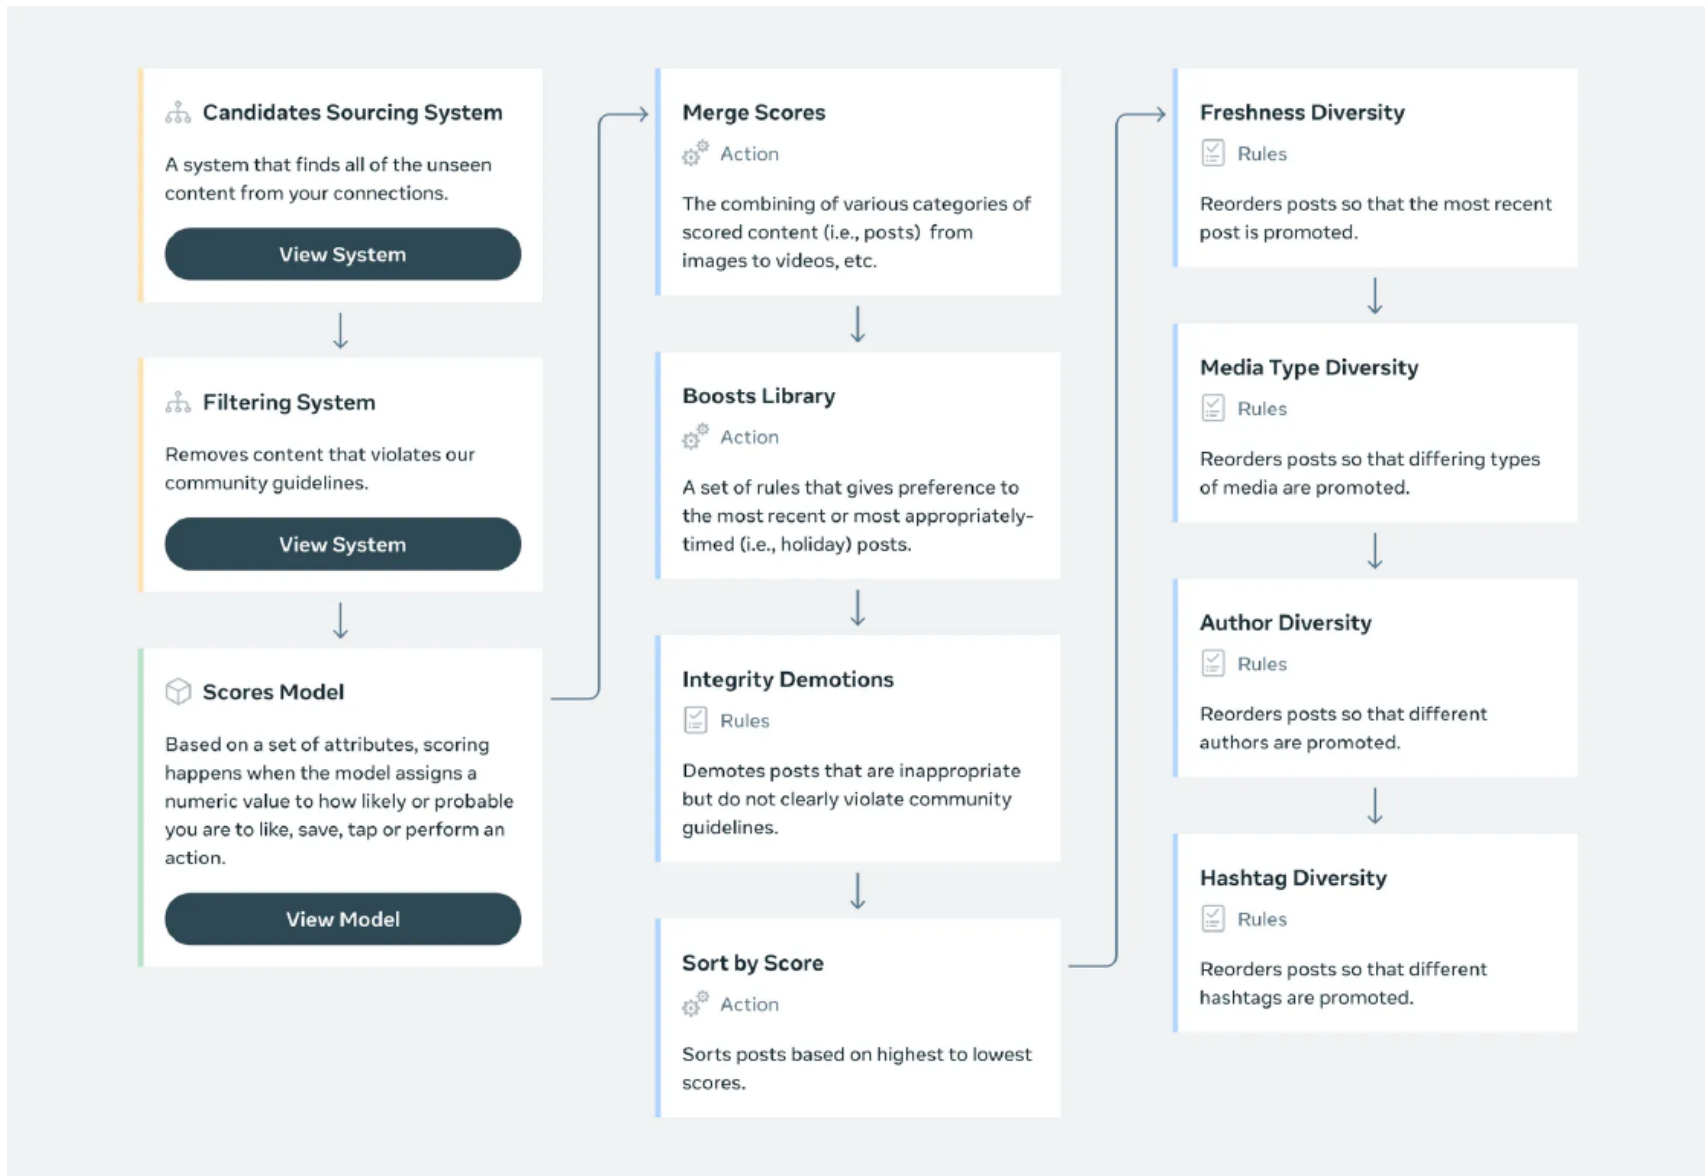 Candidates Sourcing System
A system that finds all of the unseen
content from your connections.
View System
Filtering System
Removes content that violates our
community guidelines.
View System
Scores Model
Based on a set of attributes, scoring
happens when the model assigns a
numeric value to how likely or probable
you are to like, save, tap or perform an
action.
View Model
Merge Scores
Action
The combining of various categories of
scored content (i.e., posts) from
images to videos, etc.
Boosts Library
Action
A set of rules that gives preference to
the most recent or most appropriately-
timed (i.e., holiday) posts.
Integrity Demotions
Rules
Demotes posts that are inappropriate
but do not clearly violate community
guidelines.
Sort by Score
Action
Sorts posts based on highest to lowest
scores.
Freshness Diversity
Rules
Reorders posts so that the most recent
post is promoted.
Media Type Diversity
Rules
Reorders posts so that differing types
of media are promoted.
Author Diversity
Rules
Reorders posts so that different
authors are promoted.
Hashtag Diversity
Rules
Reorders posts so that different
hashtags are promoted.